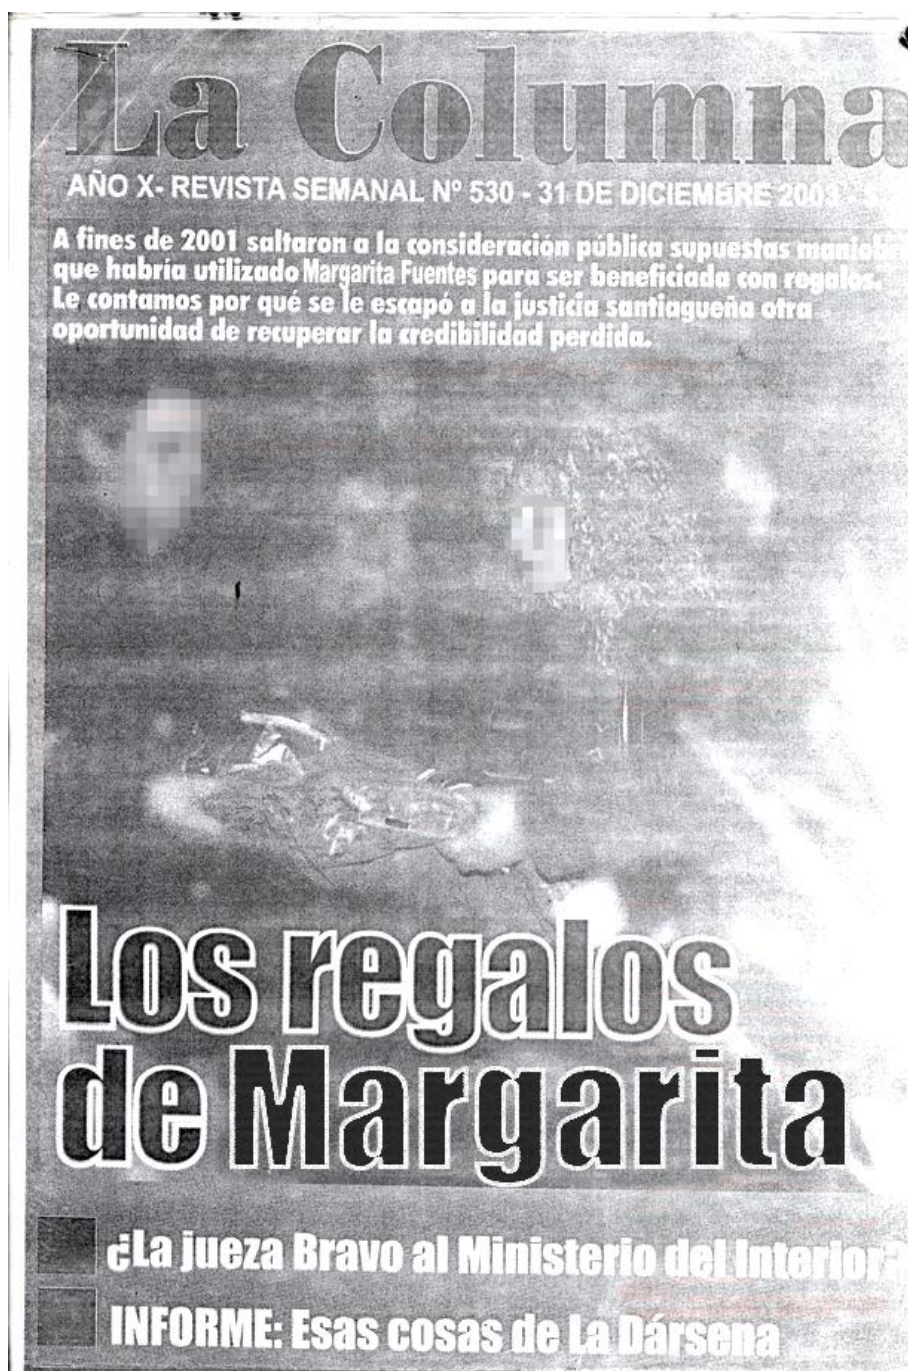 La Columna
AÑO X- REVISTA SEMANAL Nº 530 - 31 DE DICIEMBRE 2003 -
A fines de 2001 saltaron a la consideración pública supuestas
que habría utilizado Margarita Fuentes para ser beneficiada con regalos.
Le contamos por qué se le escapó a la justicia santiagueña otra
oportunidad de recuperar la credibilidad perdida.
Los regalos
de Margarita
¿La jueza Bravo al Ministerio del Interior?
INFORME: Esas cosas de La Dársena